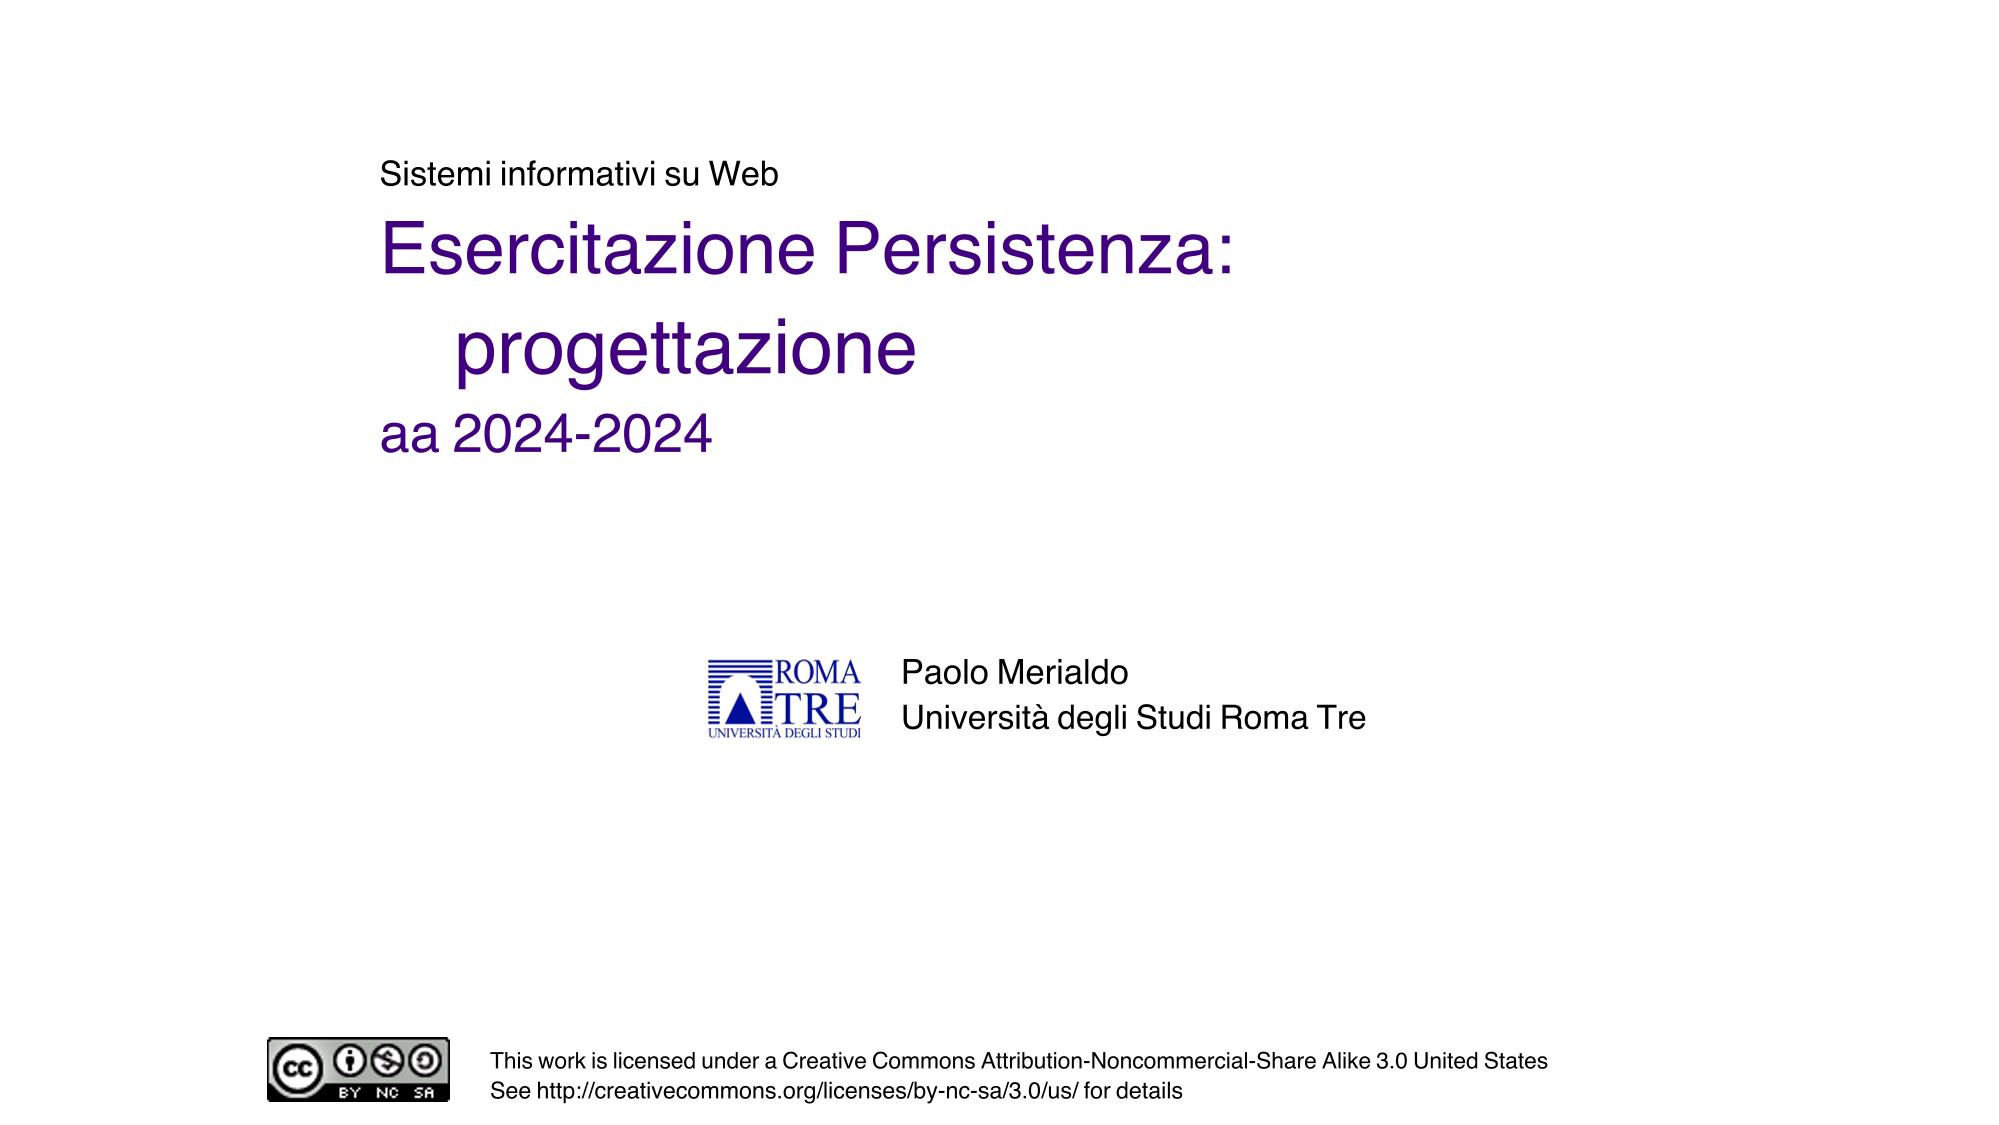 Sistemi informativi su Web
Esercitazione Persistenza:
progettazione
aa 2024-2024
ROMA
TRE
UNIVERSITÀ DEGLI STUDI
Paolo Merialdo
Università degli Studi Roma Tre
cc
BY NC SA
This work is licensed under a Creative Commons Attribution-Noncommercial-Share Alike 3.0 United States
See http://creativecommons.org/licenses/by-nc-sa/3.0/us/ for details